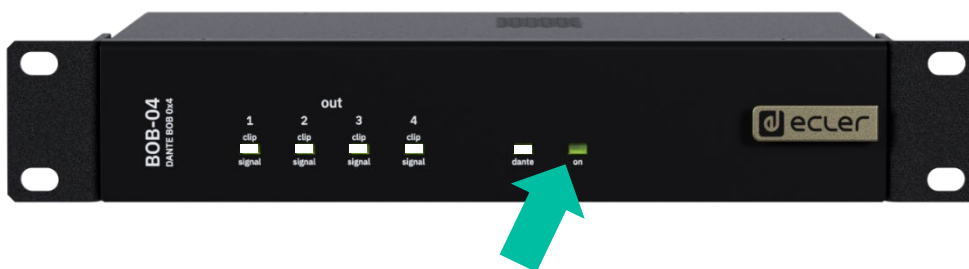 BOB-04
DANTE BOB 0x4
out
1 2 3 4
clip clip clip clip
signal signal signal signal
dante on
ecler